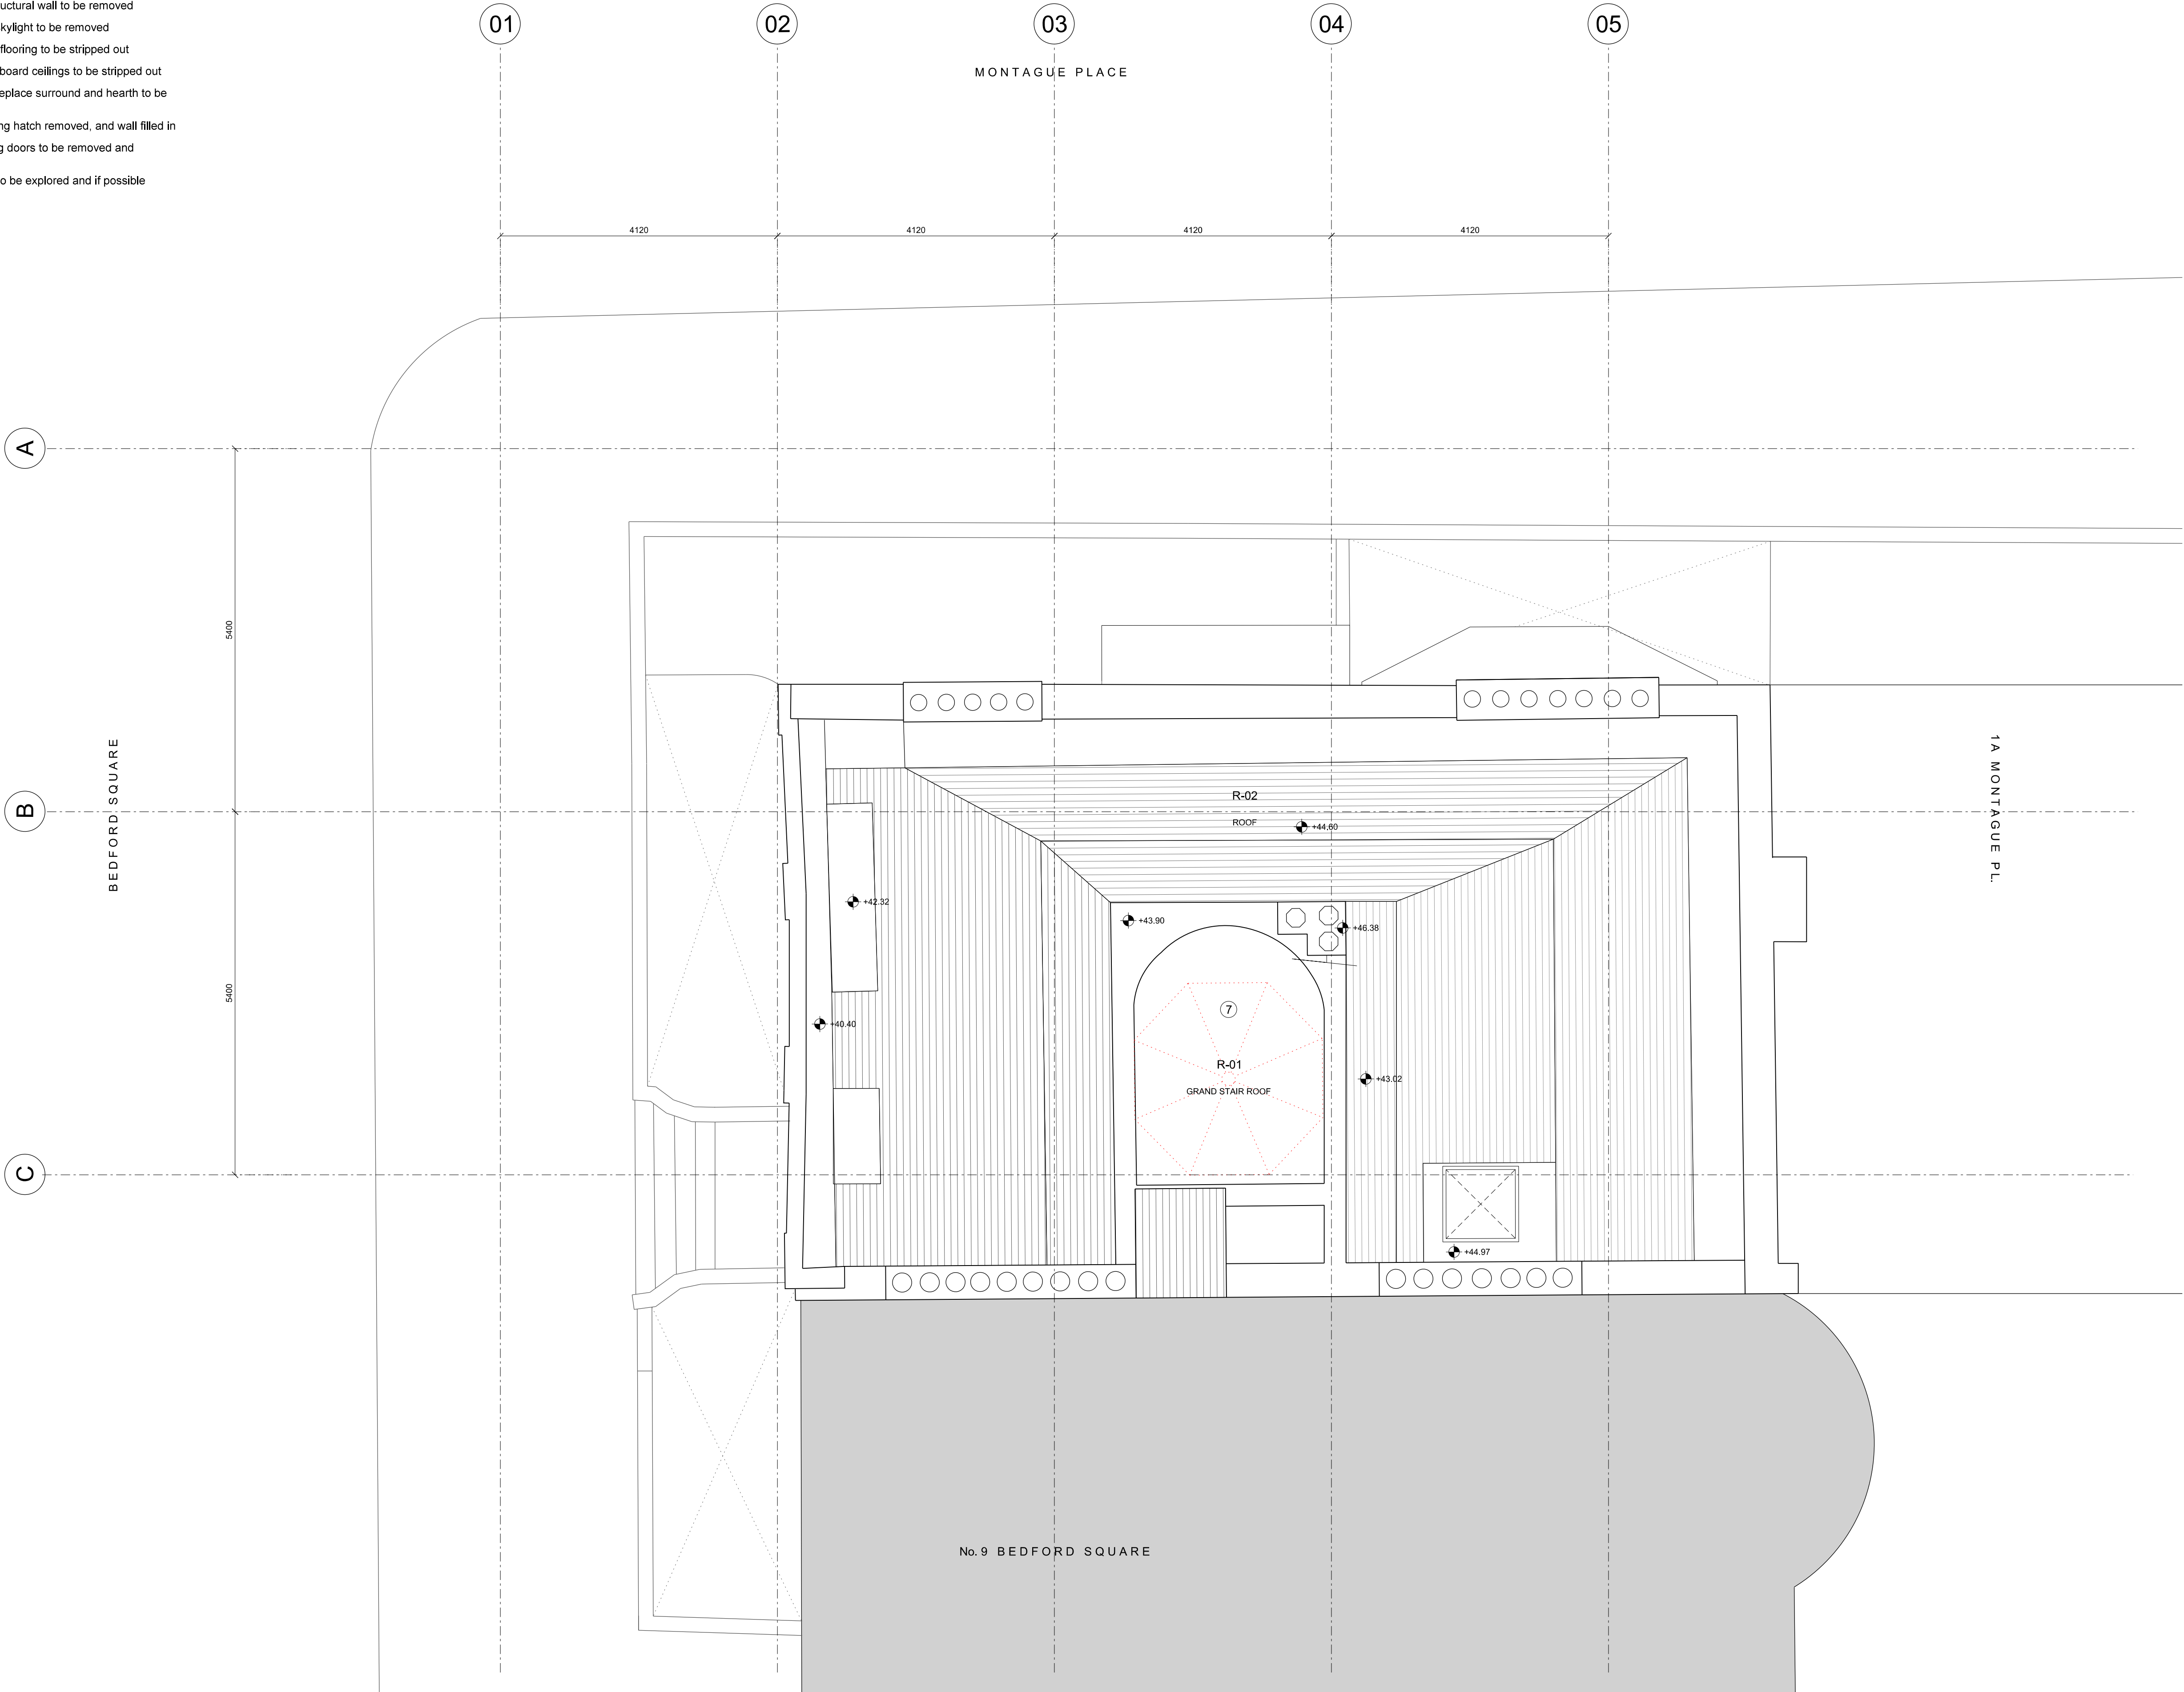 uctural wall to be removed
kylight to be removed
flooring to be stripped out
board ceilings to be stripped out
eplace surround and hearth to be
ng hatch removed, and wall filled in
g doors to be removed and
o be explored and if possible
01
02
03
04
05
MONTAGUE PLACE
4120
4120
4120
4120
A
5400
B
BEDFORD SQUARE
1A MONTAGUE PL.
R-02
ROOF
+44.60
+42.32
+43.90
+46.38
5400
7
+40.40
R-01
GRAND STAIR ROOF
+43.02
C
+44.97
No. 9 BEDFORD SQUARE